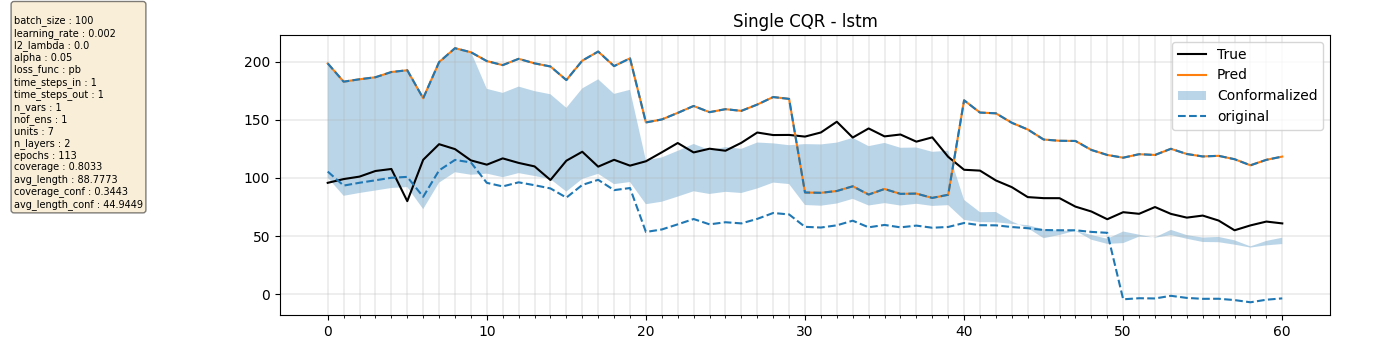 batch_size : 100
learning_rate : 0.002
l2_lambda : 0.0
alpha : 0.05
loss_func : pb
time_steps_in : 1
time_steps_out : 1
n_vars : 1
nof_ens : 1
units : 7
n_layers : 2
epochs : 113
coverage : 0.8033
avg_length : 88.7773
coverage_conf : 0.3443
avg_length_conf : 44.9449
Single CQR - lstm
200
150
100
50
0
True
Pred
Conformalized
original
0 10 20 30 40 50 60